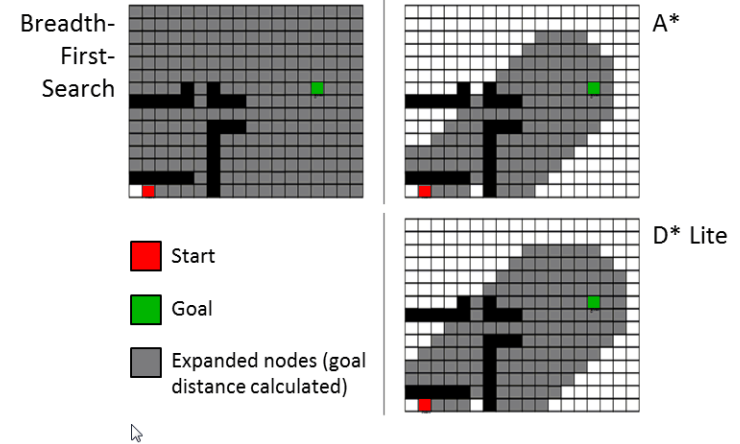 Breadth-
First-
Search
A*
D* Lite
Start
Goal
Expanded nodes (goal
distance calculated)